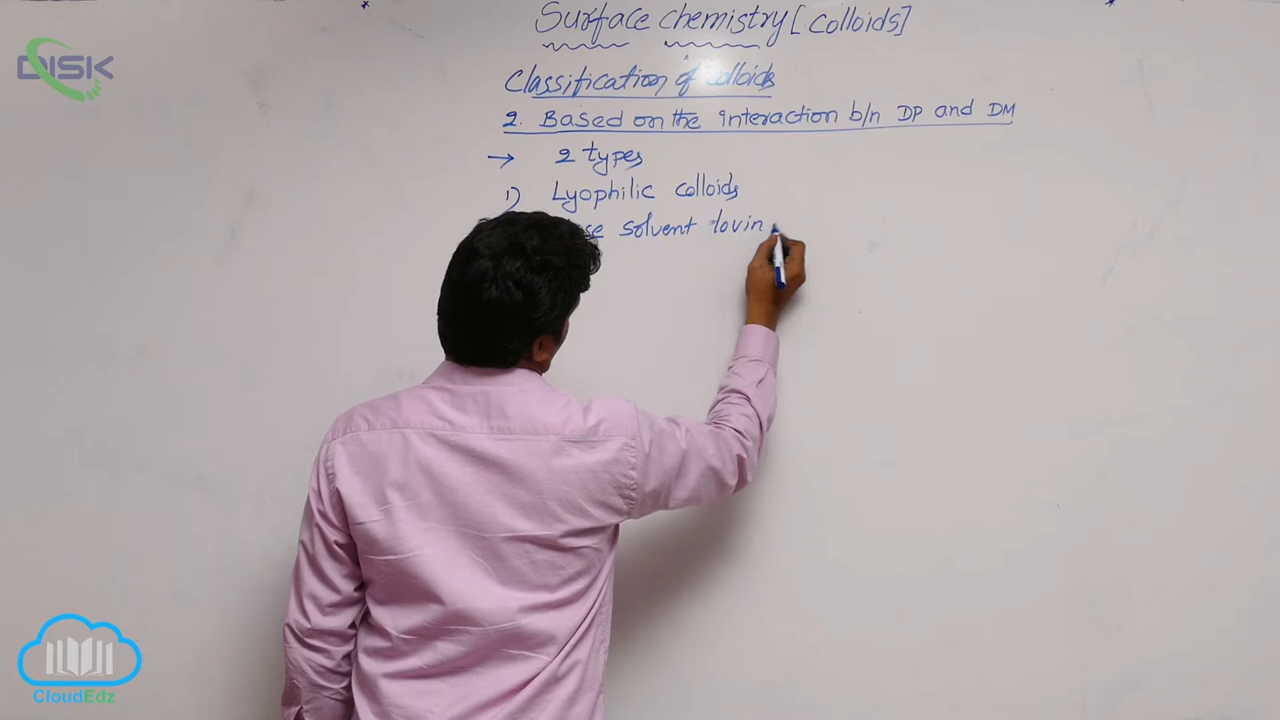 Surface chemistry [colloids]
DISK
Classification of colloids
2. Based on the interaction b/n DP and DM
→ 2 types
1) Lyophilic colloids
solvent lovin
CloudEdz